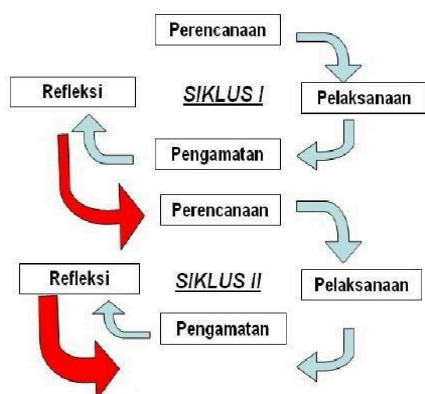 Perencanaan
Refleksi
SIKLUS I
Pelaksanaan
Pengamatan
Perencanaan
Refleksi
SIKLUS II
Pelaksanaan
Pengamatan